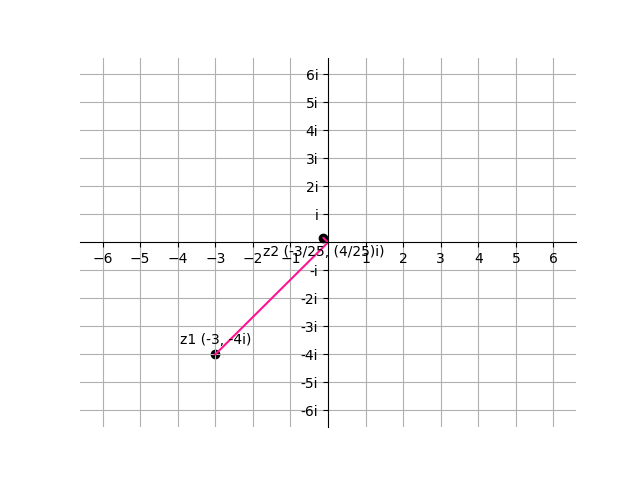 6i
5i
4i
3i
2i
i
z2 (-3/25, (4/25)i)
−6 −5 −4 −3 −2 −1 1 2 3 4 5 6
-i
-2i
-3i
z1 (-3, -4i)
-4i
-5i
-6i